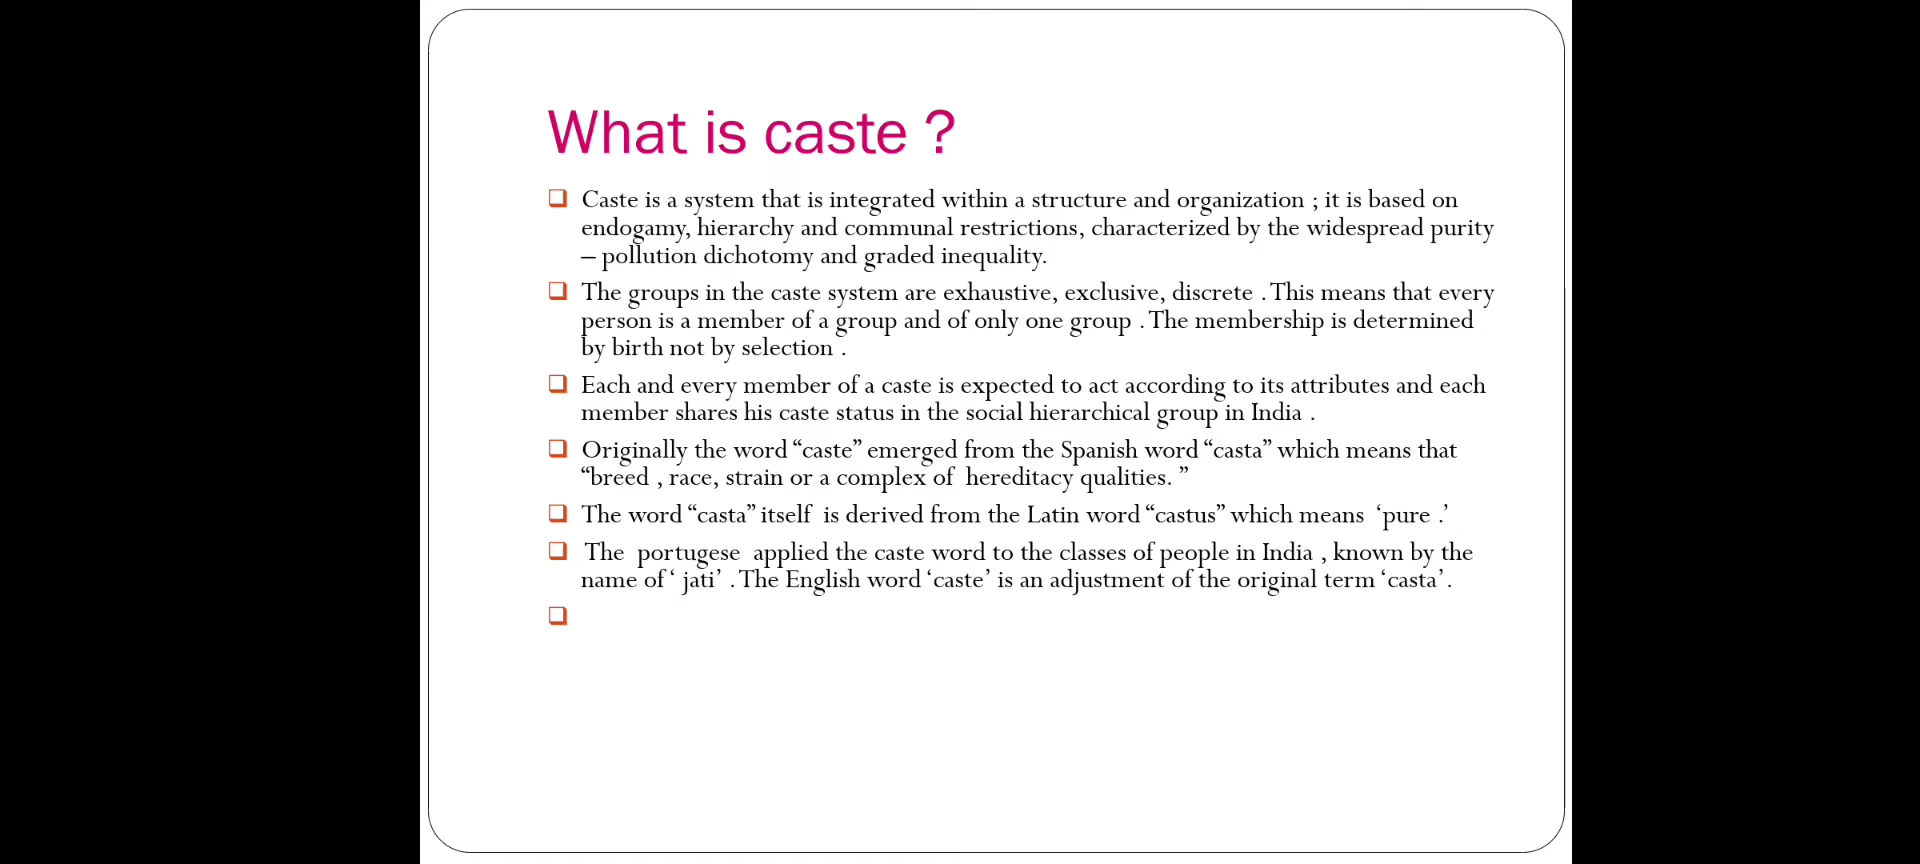 What is caste ?
Caste is a system that is integrated within a structure and organization ; it is based on
endogamy, hierarchy and communal restrictions, characterized by the widespread purity
– pollution dichotomy and graded inequality.
The groups in the caste system are exhaustive, exclusive, discrete . This means that every
person is a member of a group and of only one group . The membership is determined
by birth not by selection .
Each and every member of a caste is expected to act according to its attributes and each
member shares his caste status in the social hierarchical group in India .
Originally the word “caste” emerged from the Spanish word “casta” which means that
“breed , race, strain or a complex of  hereditacy qualities. ”
The word “casta” itself  is derived from the Latin word “castus” which means  ‘pure .’
The  portugese  applied the caste word to the classes of people in India , known by the
name of ‘ jati’ . The English word ‘caste’ is an adjustment of the original term ‘casta’ .